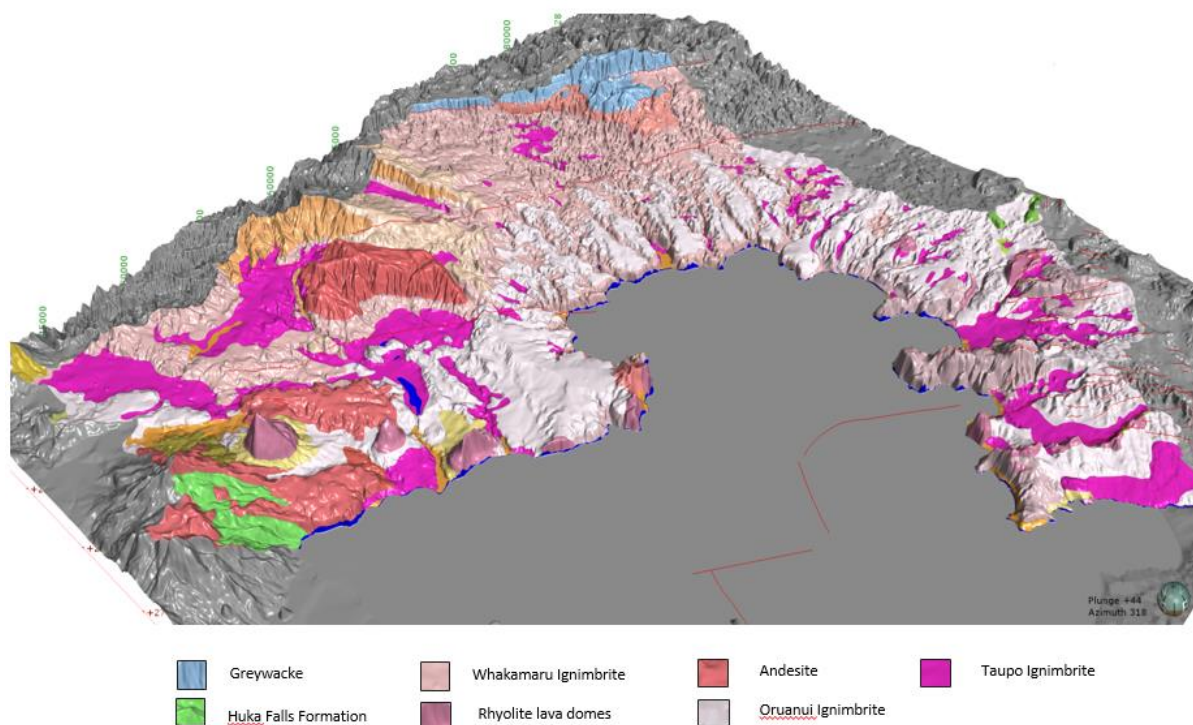 Plunge +44
Azimuth 318
Greywacke
Whakamaru Ignimbrite
Andesite
Taupo Ignimbrite
Huka Falls Formation
Rhyolite lava domes
Oruanui Ignimbrite